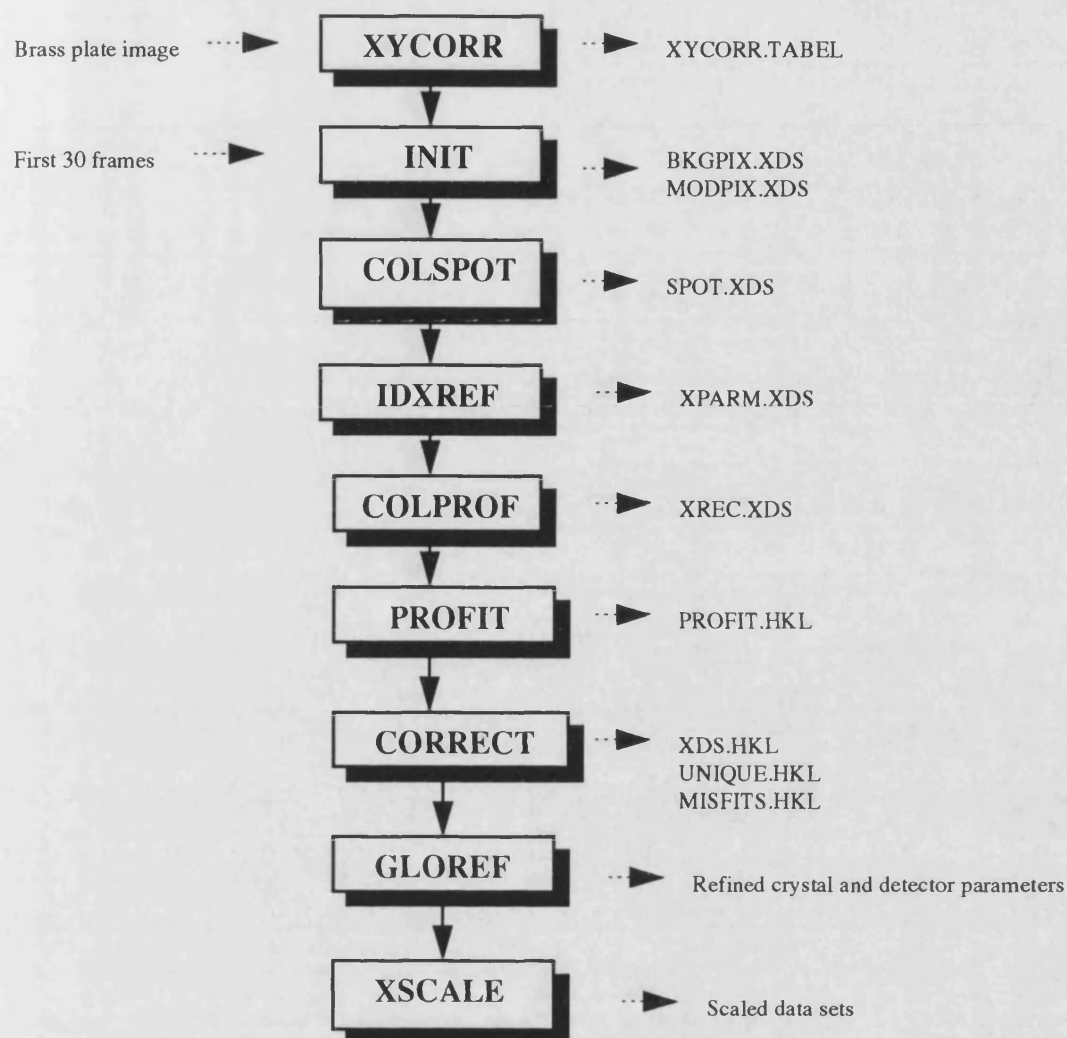 Brass plate image
XYCORR
XYCORR.TABEL
First 30 frames
INIT
BKGPIX.XDS
MODPIX.XDS
COLSPOT
SPOT.XDS
IDXREF
XPARM.XDS
COLPROF
XREC.XDS
PROFIT
PROFIT.HKL
CORRECT
XDS.HKL
UNIQUE.HKL
MISFITS.HKL
GLOREF
Refined crystal and detector parameters
XSCALE
Scaled data sets